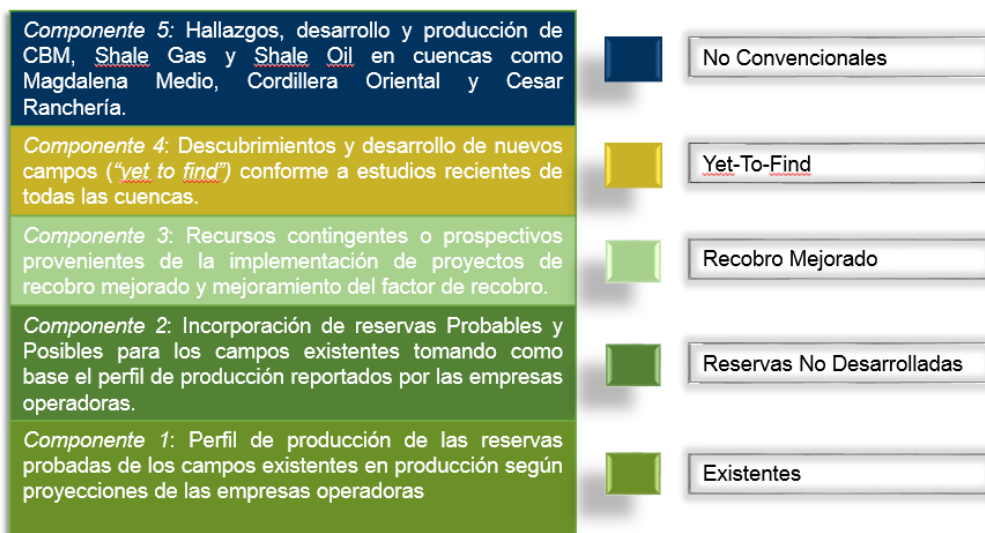 Componente 5: Hallazgos, desarrollo y producción de
CBM, Shale Gas y Shale Oil en cuencas como
Magdalena Medio, Cordillera Oriental y Cesar
Ranchería.
No Convencionales
Componente 4: Descubrimientos y desarrollo de nuevos
campos (“yet to find”) conforme a estudios recientes de
todas las cuencas.
Yet-To-Find
Componente 3: Recursos contingentes o prospectivos
provenientes de la implementación de proyectos de
recobro mejorado y mejoramiento del factor de recobro.
Recobro Mejorado
Componente 2: Incorporación de reservas Probables y
Posibles para los campos existentes tomando como
base el perfil de producción reportados por las empresas
operadoras.
Reservas No Desarrolladas
Componente 1: Perfil de producción de las reservas
probadas de los campos existentes en producción según
proyecciones de las empresas operadoras
Existentes